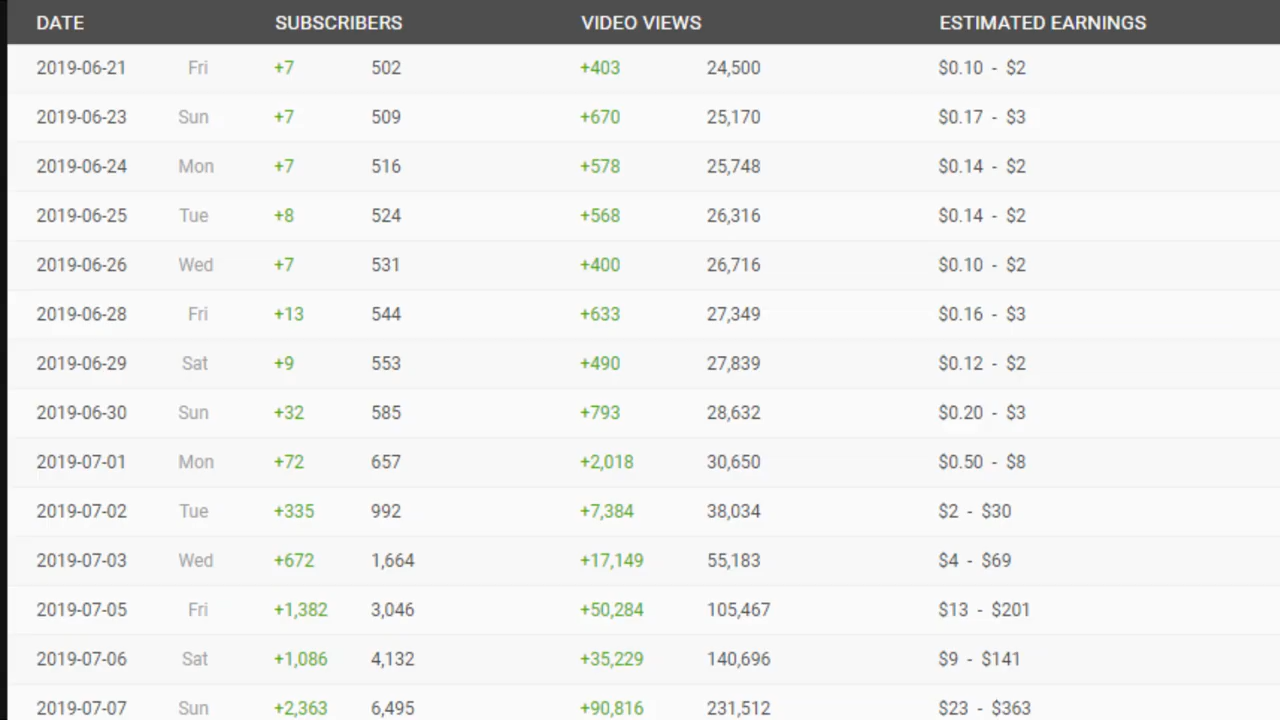 DATE SUBSCRIBERS VIDEO VIEWS ESTIMATED EARNINGS
2019-06-21 Fri +7 502 +403 24,500 $0.10 - $2
2019-06-23 Sun +7 509 +670 25,170 $0.17 - $3
2019-06-24 Mon +7 516 +578 25,748 $0.14 - $2
2019-06-25 Tue +8 524 +568 26,316 $0.14 - $2
2019-06-26 Wed +7 531 +400 26,716 $0.10 - $2
2019-06-28 Fri +13 544 +633 27,349 $0.16 - $3
2019-06-29 Sat +9 553 +490 27,839 $0.12 - $2
2019-06-30 Sun +32 585 +793 28,632 $0.20 - $3
2019-07-01 Mon +72 657 +2,018 30,650 $0.50 - $8
2019-07-02 Tue +335 992 +7,384 38,034 $2 - $30
2019-07-03 Wed +672 1,664 +17,149 55,183 $4 - $69
2019-07-05 Fri +1,382 3,046 +50,284 105,467 $13 - $201
2019-07-06 Sat +1,086 4,132 +35,229 140,696 $9 - $141
2019-07-07 Sun +2,363 6,495 +90,816 231,512 $23 - $363